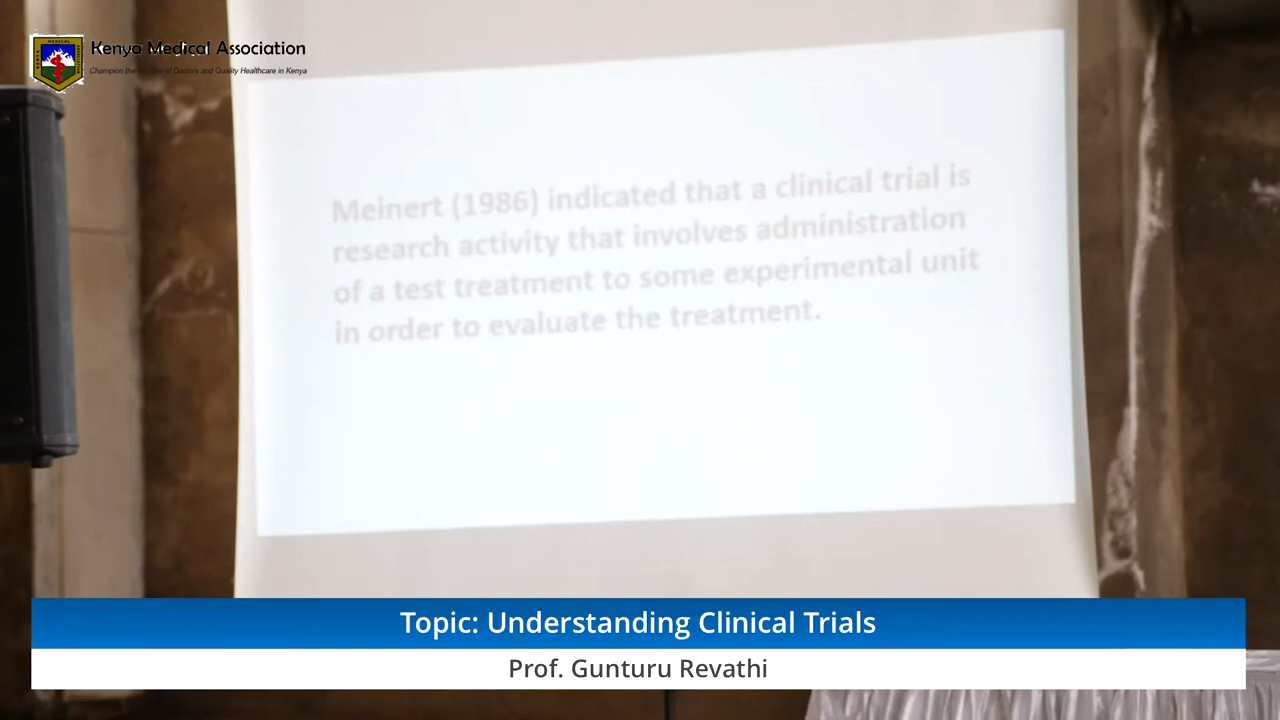 Kenya Medical Association
Meinert (1986) indicated that a clinical trial is
research activity that involves administration
of a test treatment to some experimental unit
in order to evaluate the treatment.
Topic: Understanding Clinical Trials
Prof. Gunturu Revathi